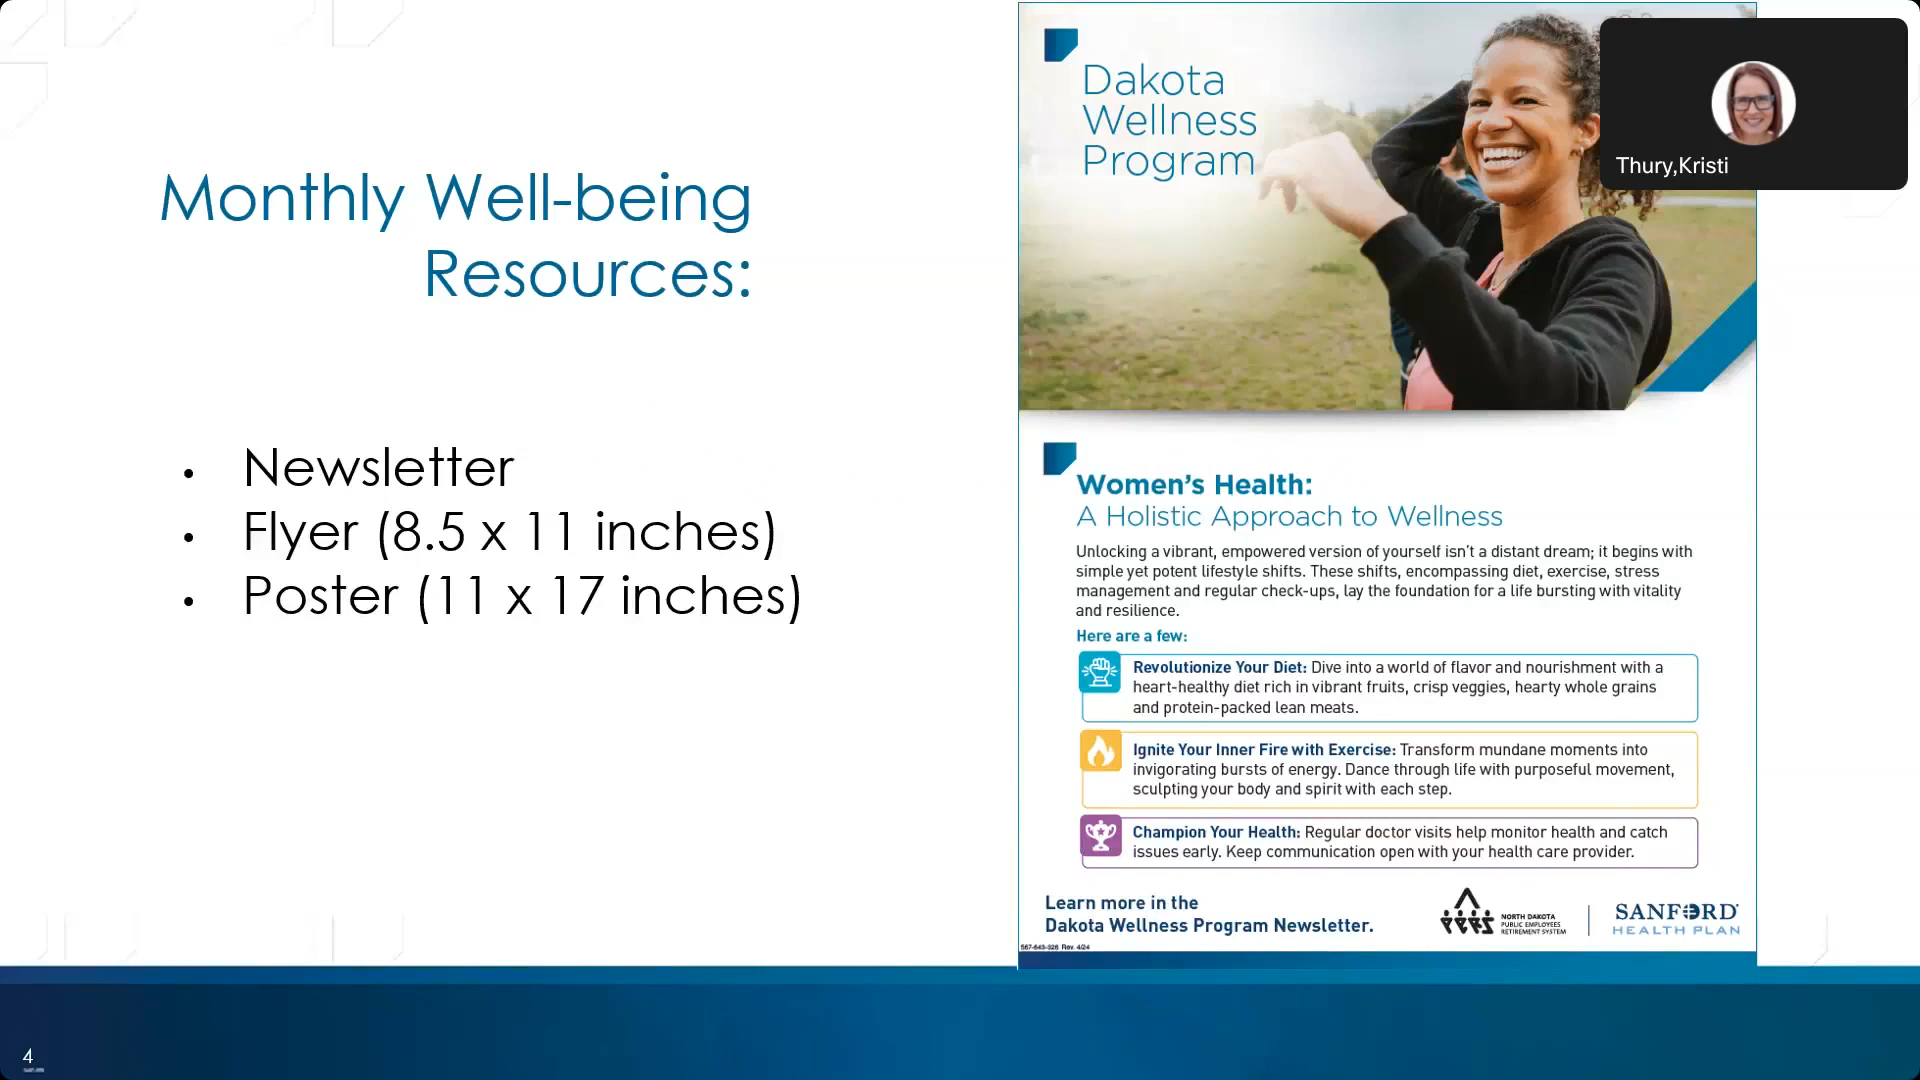 Monthly Well-being
Resources:
• Newsletter
• Flyer (8.5 x 11 inches)
• Poster (11 x 17 inches)
Dakota
Wellness
Program
Thury,Kristi
Women's Health:
A Holistic Approach to Wellness
Unlocking a vibrant, empowered version of yourself isn't a distant dream; it begins with
simple yet potent lifestyle shifts. These shifts, encompassing diet, exercise, stress
management and regular check-ups, lay the foundation for a life bursting with vitality
and resilience.
Here are a few:
Revolutionize Your Diet: Dive into a world of flavor and nourishment with a
heart-healthy diet rich in vibrant fruits, crisp veggies, hearty whole grains
and protein-packed lean meats.
Ignite Your Inner Fire with Exercise: Transform mundane moments into
invigorating bursts of energy. Dance through life with purposeful movement,
sculpting your body and spirit with each step.
Champion Your Health: Regular doctor visits help monitor health and catch
issues early. Keep communication open with your health care provider.
Learn more in the
Dakota Wellness Program Newsletter.
NORTH DAKOTA
PUBLIC EMPLOYEES
RETIREMENT SYSTEM
SANFORD
HEALTH PLAN
567-643-326 Rev. 4/24
4